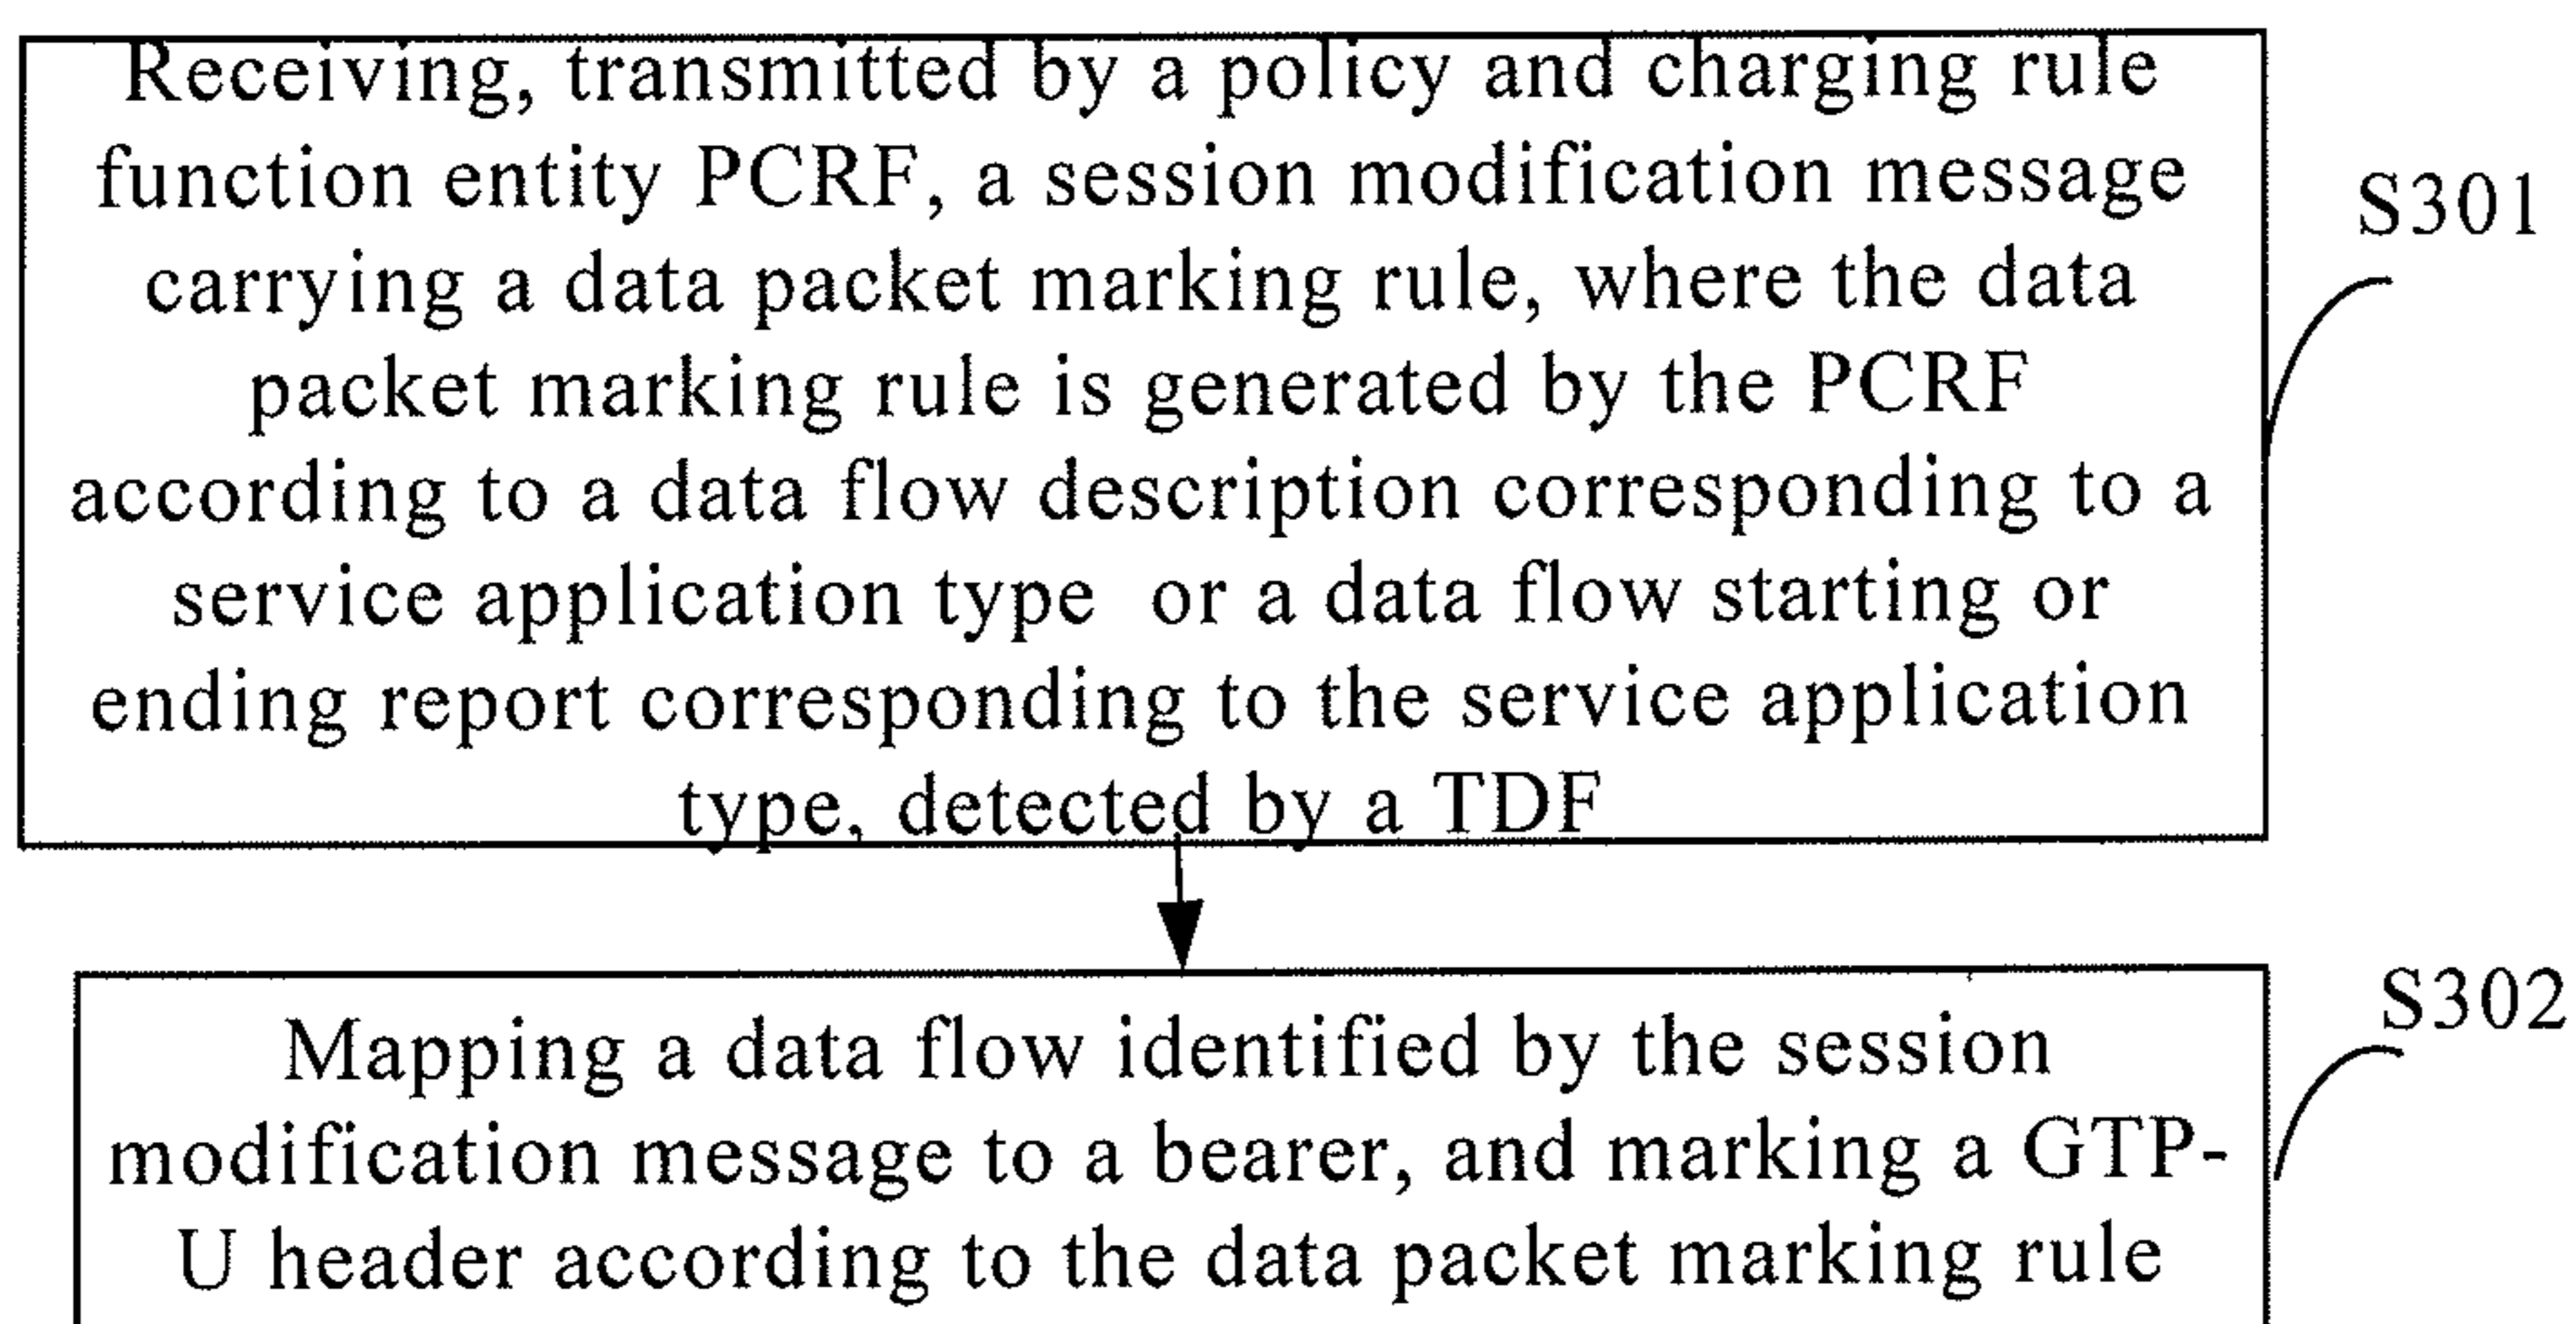 Receiving, transmitted by a policy and charging rule
function entity PCRF, a session modification message
carrying a data packet marking rule, where the data
packet marking rule is generated by the PCRF
according to a data flow description corresponding to a
service application type or a data flow starting or
ending report corresponding to the service application
type, detected by a TDF
S301
Mapping a data flow identified by the session
modification message to a bearer, and marking a GTP-
U header according to the data packet marking rule
S302